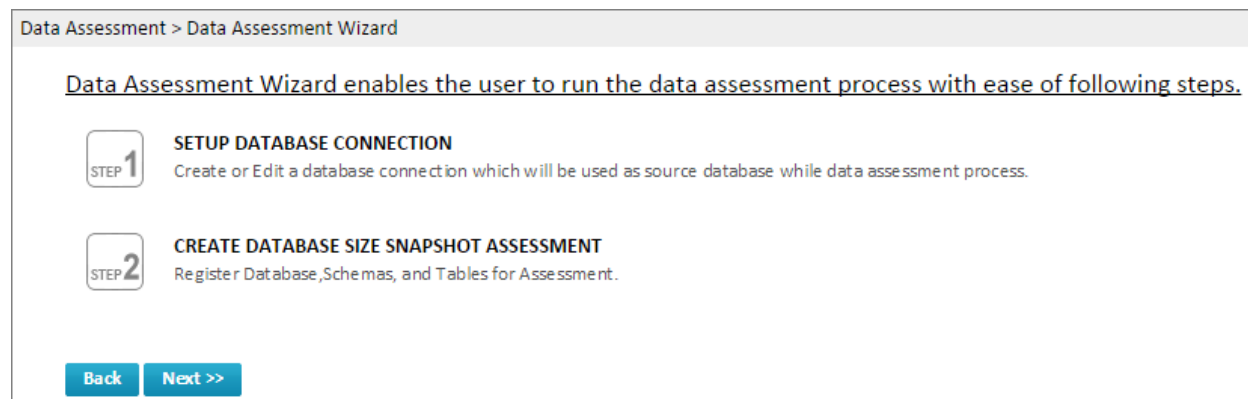 Data Assessment > Data Assessment Wizard
Data Assessment Wizard enables the user to run the data assessment process with ease of following steps.
STEP 1
SETUP DATABASE CONNECTION
Create or Edit a database connection which will be used as source database while data assessment process.
STEP 2
CREATE DATABASE SIZE SNAPSHOT ASSESSMENT
Register Database,Schemas, and Tables for Assessment.
Back Next >>